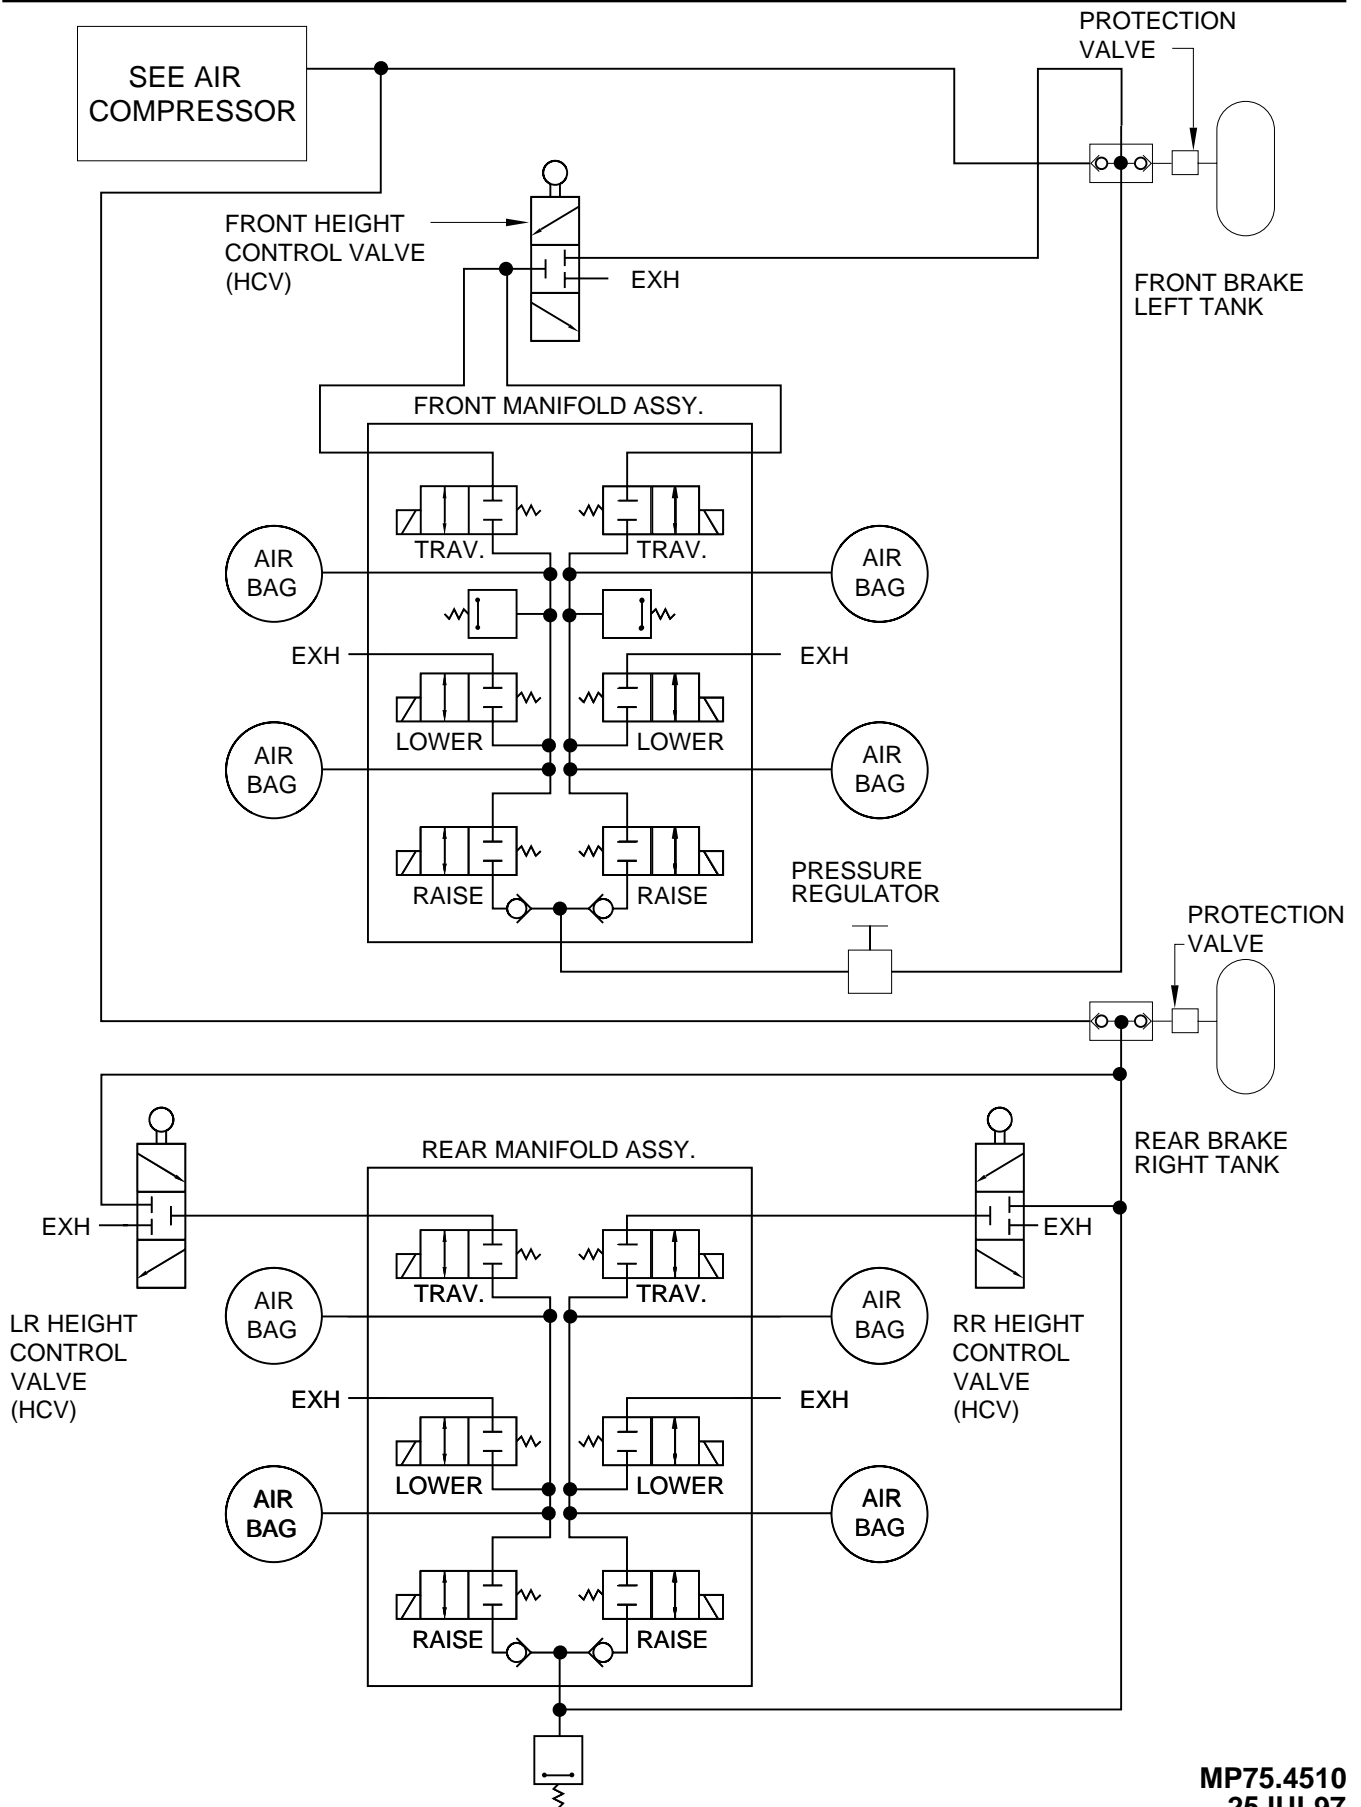 PROTECTION
VALVE
SEE AIR
COMPRESSOR
FRONT HEIGHT
CONTROL VALVE
(HCV)
EXH
FRONT BRAKE
LEFT TANK
FRONT MANIFOLD ASSY.
TRAV.
TRAV.
AIR
BAG
AIR
BAG
EXH
EXH
LOWER
LOWER
AIR
BAG
AIR
BAG
RAISE
RAISE
PRESSURE
REGULATOR
PROTECTION
VALVE
REAR BRAKE
RIGHT TANK
REAR MANIFOLD ASSY.
EXH
EXH
TRAV.
TRAV.
AIR
BAG
AIR
BAG
LR HEIGHT
CONTROL
VALVE
(HCV)
RR HEIGHT
CONTROL
VALVE
(HCV)
EXH
EXH
LOWER
LOWER
AIR
BAG
AIR
BAG
RAISE
RAISE
MP75.4510
25JUL97